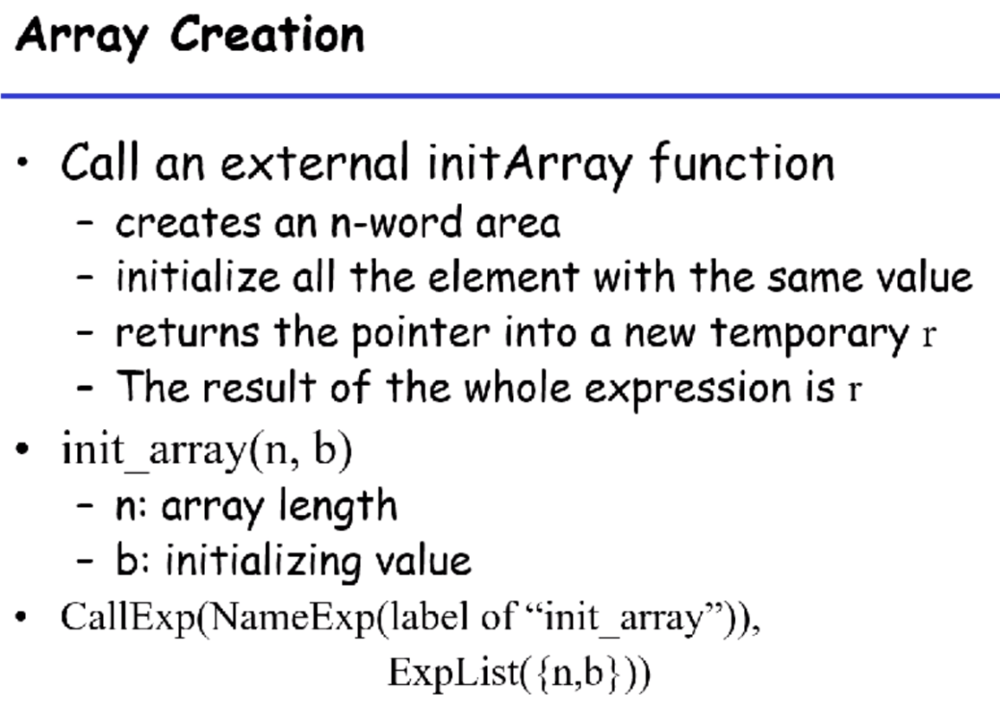 Array Creation
• Call an external initArray function
– creates an n-word area
– initialize all the element with the same value
– returns the pointer into a new temporary r
– The result of the whole expression is r
• init_array(n, b)
– n: array length
– b: initializing value
• CallExp(NameExp(label of “init_array”)),
ExpList({n,b}))